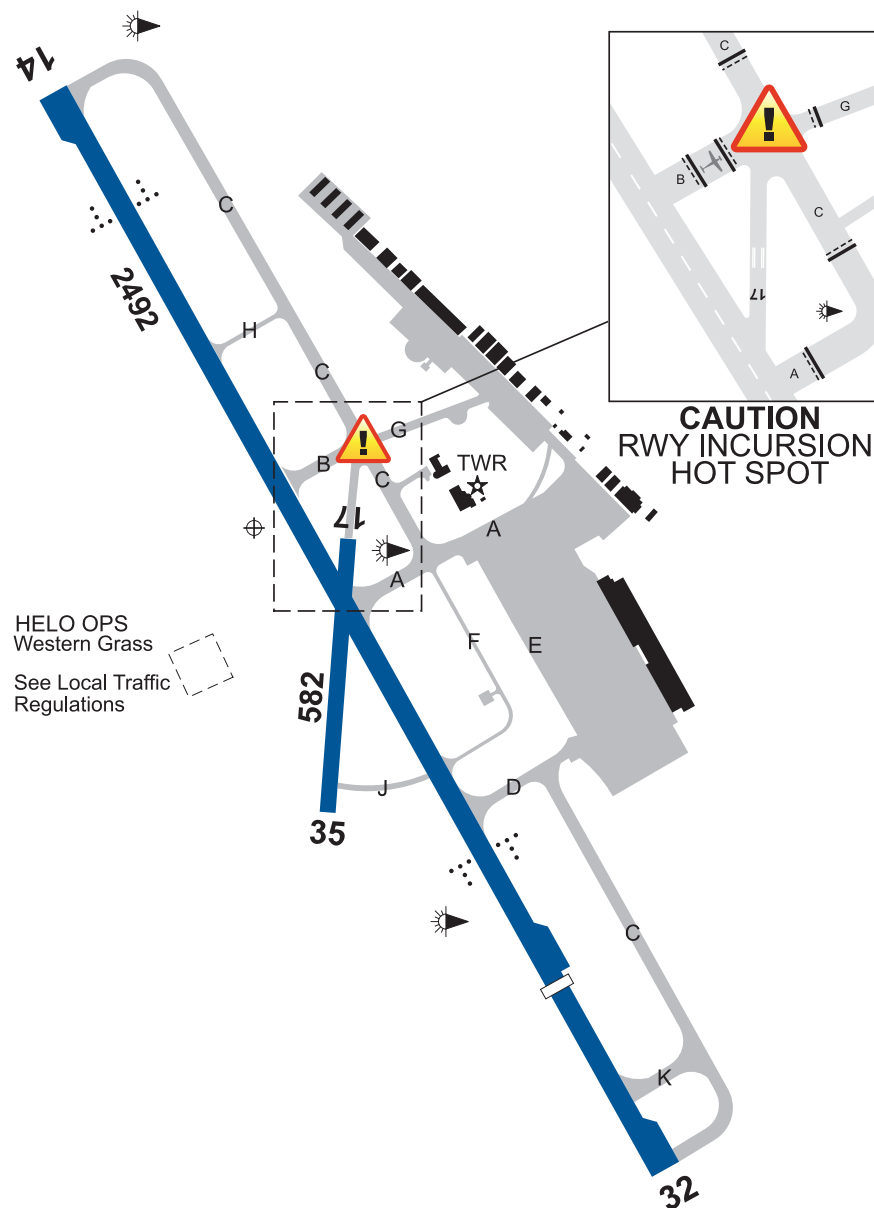 14
C
G
B
C
17
A
CAUTION
RWY INCURSION
HOT SPOT
C
2492
H
C
G
B
C
TWR
17
A
A
HELO OPS
Western Grass
See Local Traffic
Regulations
F
E
582
J
D
35
C
K
32